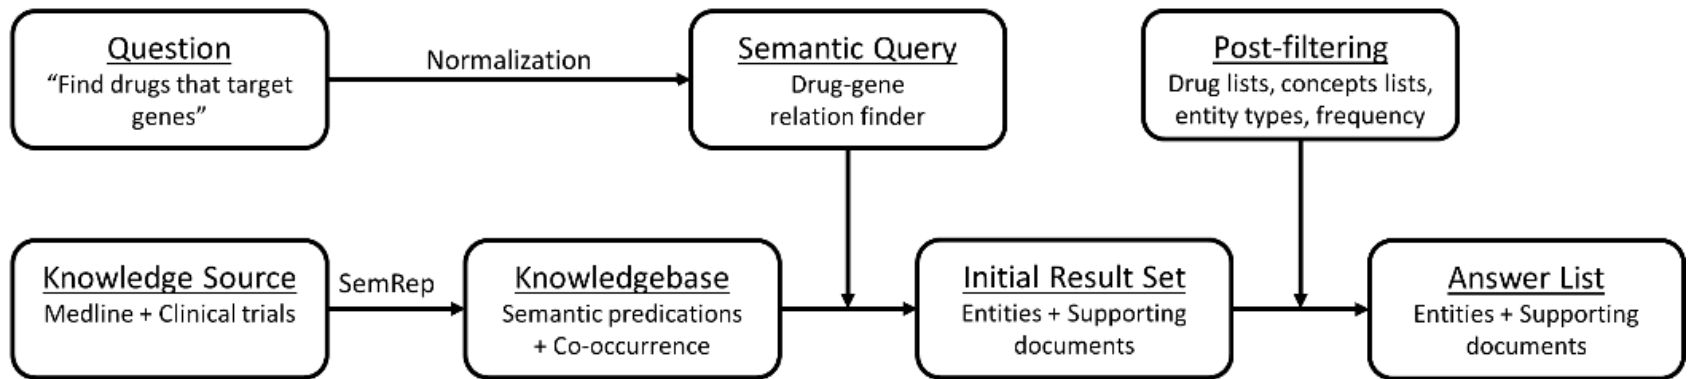 Question
“Find drugs that target
genes”
Normalization
Semantic Query
Drug-gene
relation finder
Post-filtering
Drug lists, concepts lists,
entity types, frequency
Knowledge Source
Medline + Clinical trials
SemRep
Knowledgebase
Semantic predications
+ Co-occurrence
Initial Result Set
Entities + Supporting
documents
Answer List
Entities + Supporting
documents